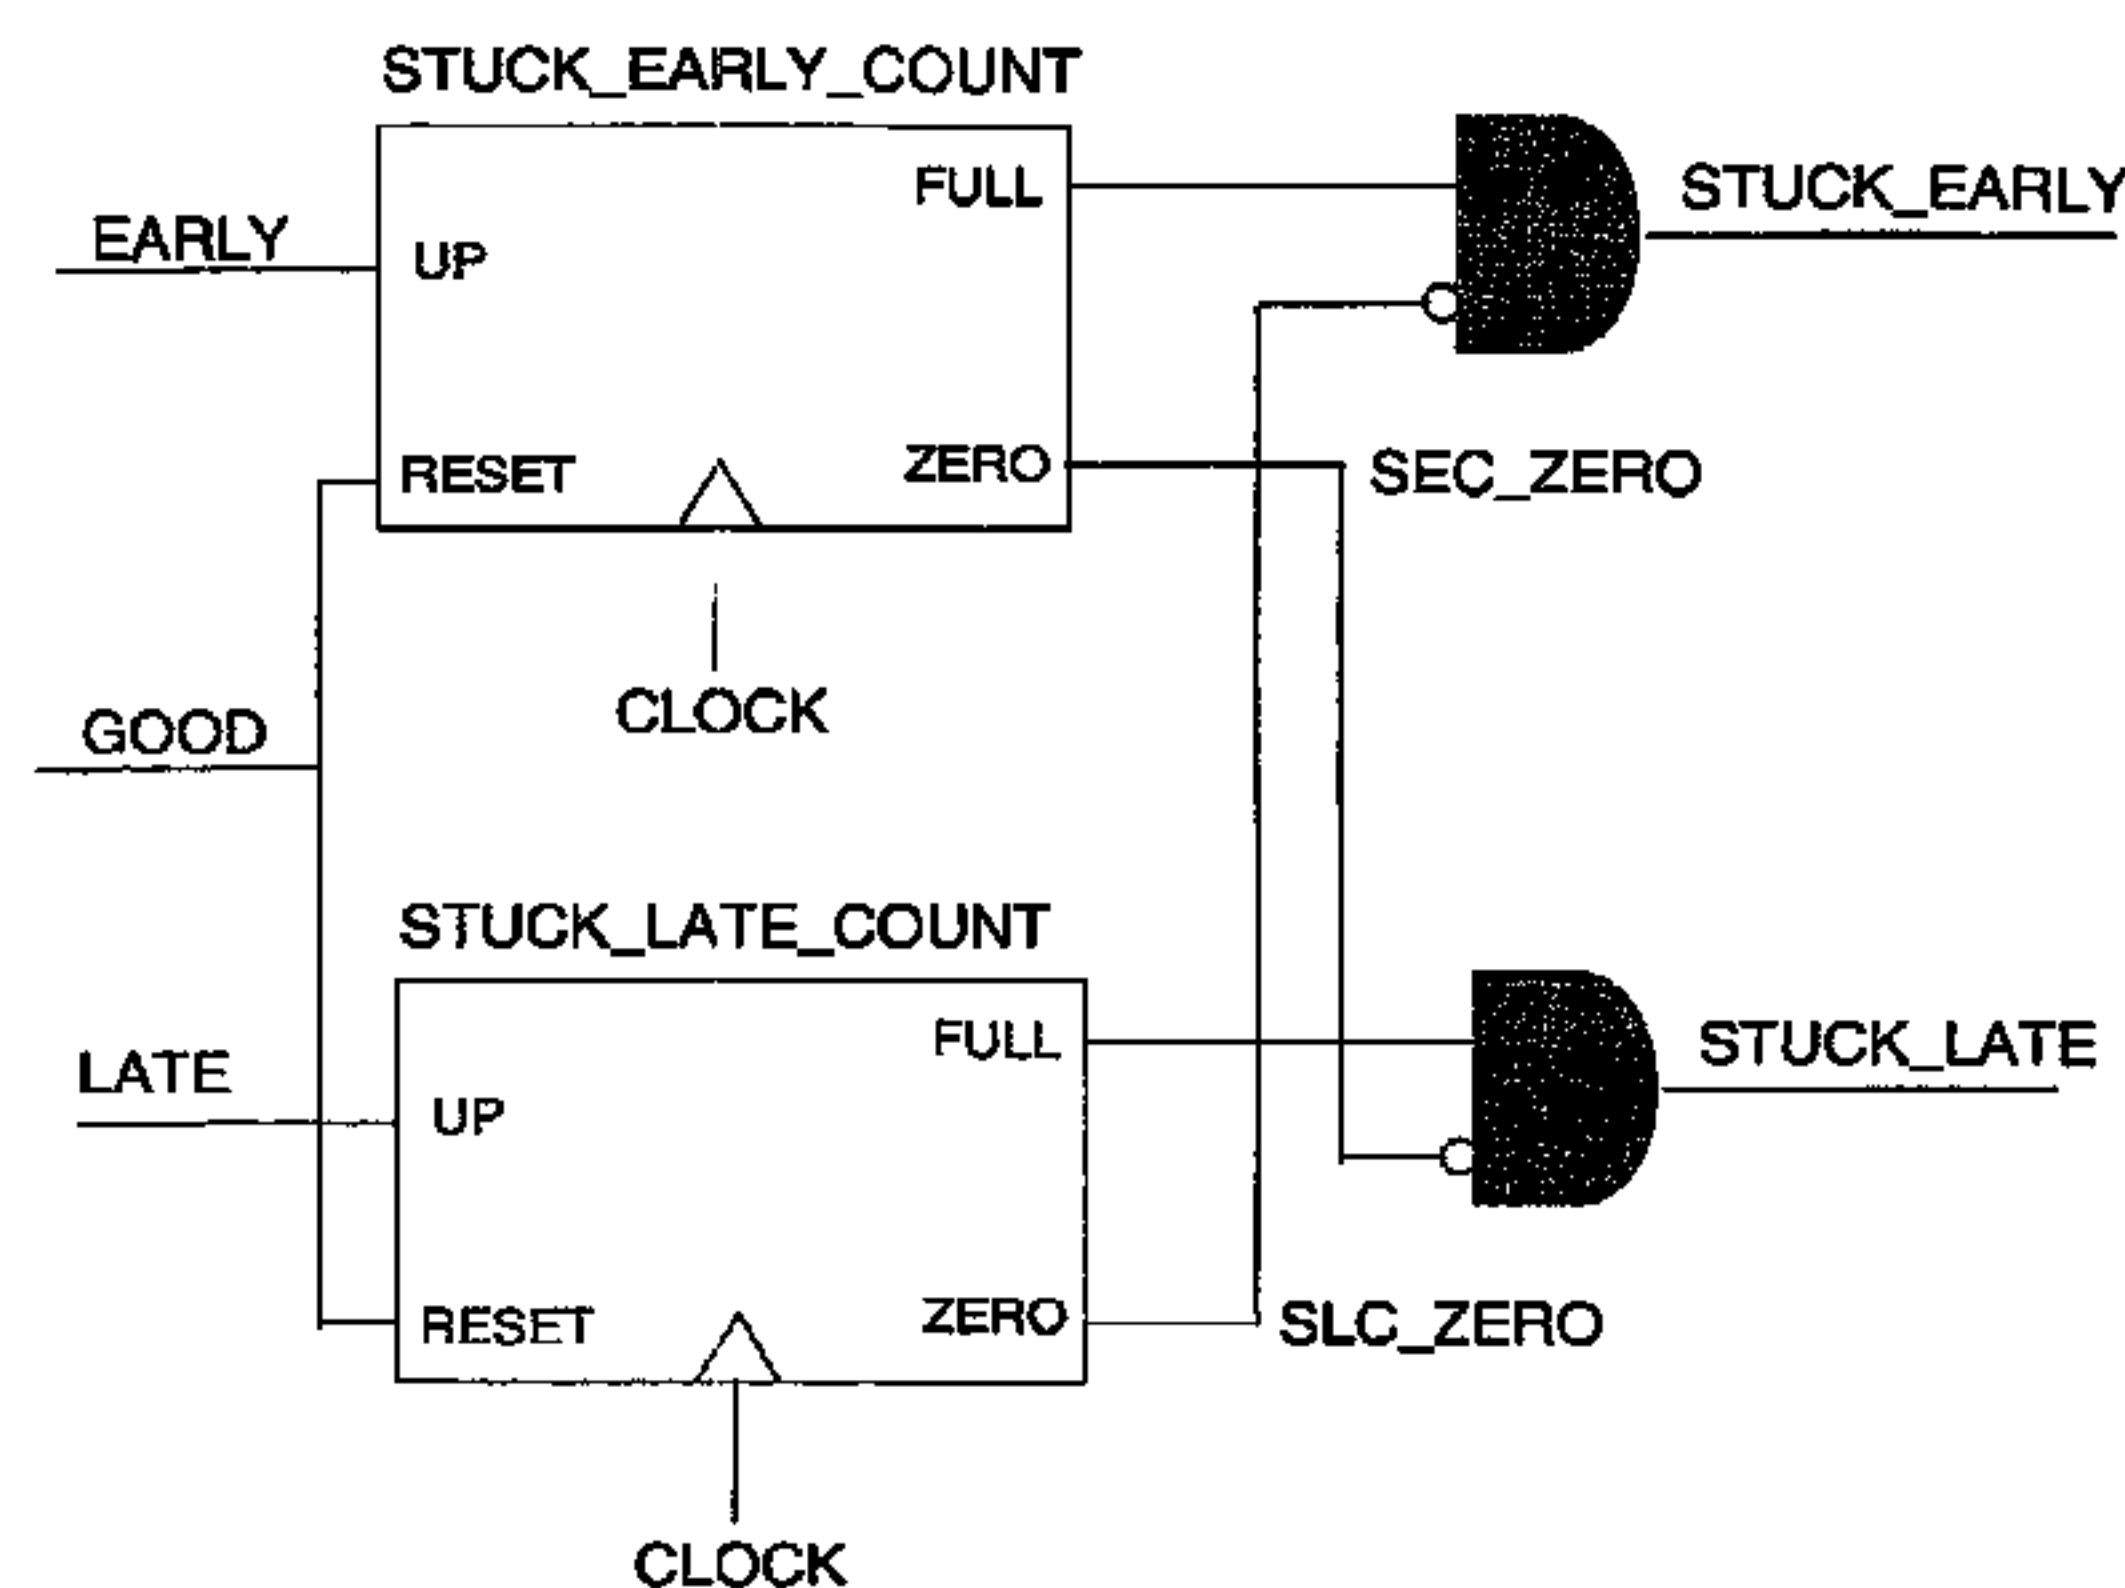 STUCK_EARLY_COUNT
FULL
STUCK_EARLY
EARLY
UP
RESET
ZERO
SEC_ZERO
CLOCK
GOOD
STUCK_LATE_COUNT
FULL
STUCK_LATE
LATE
UP
RESET
ZERO
SLC_ZERO
CLOCK